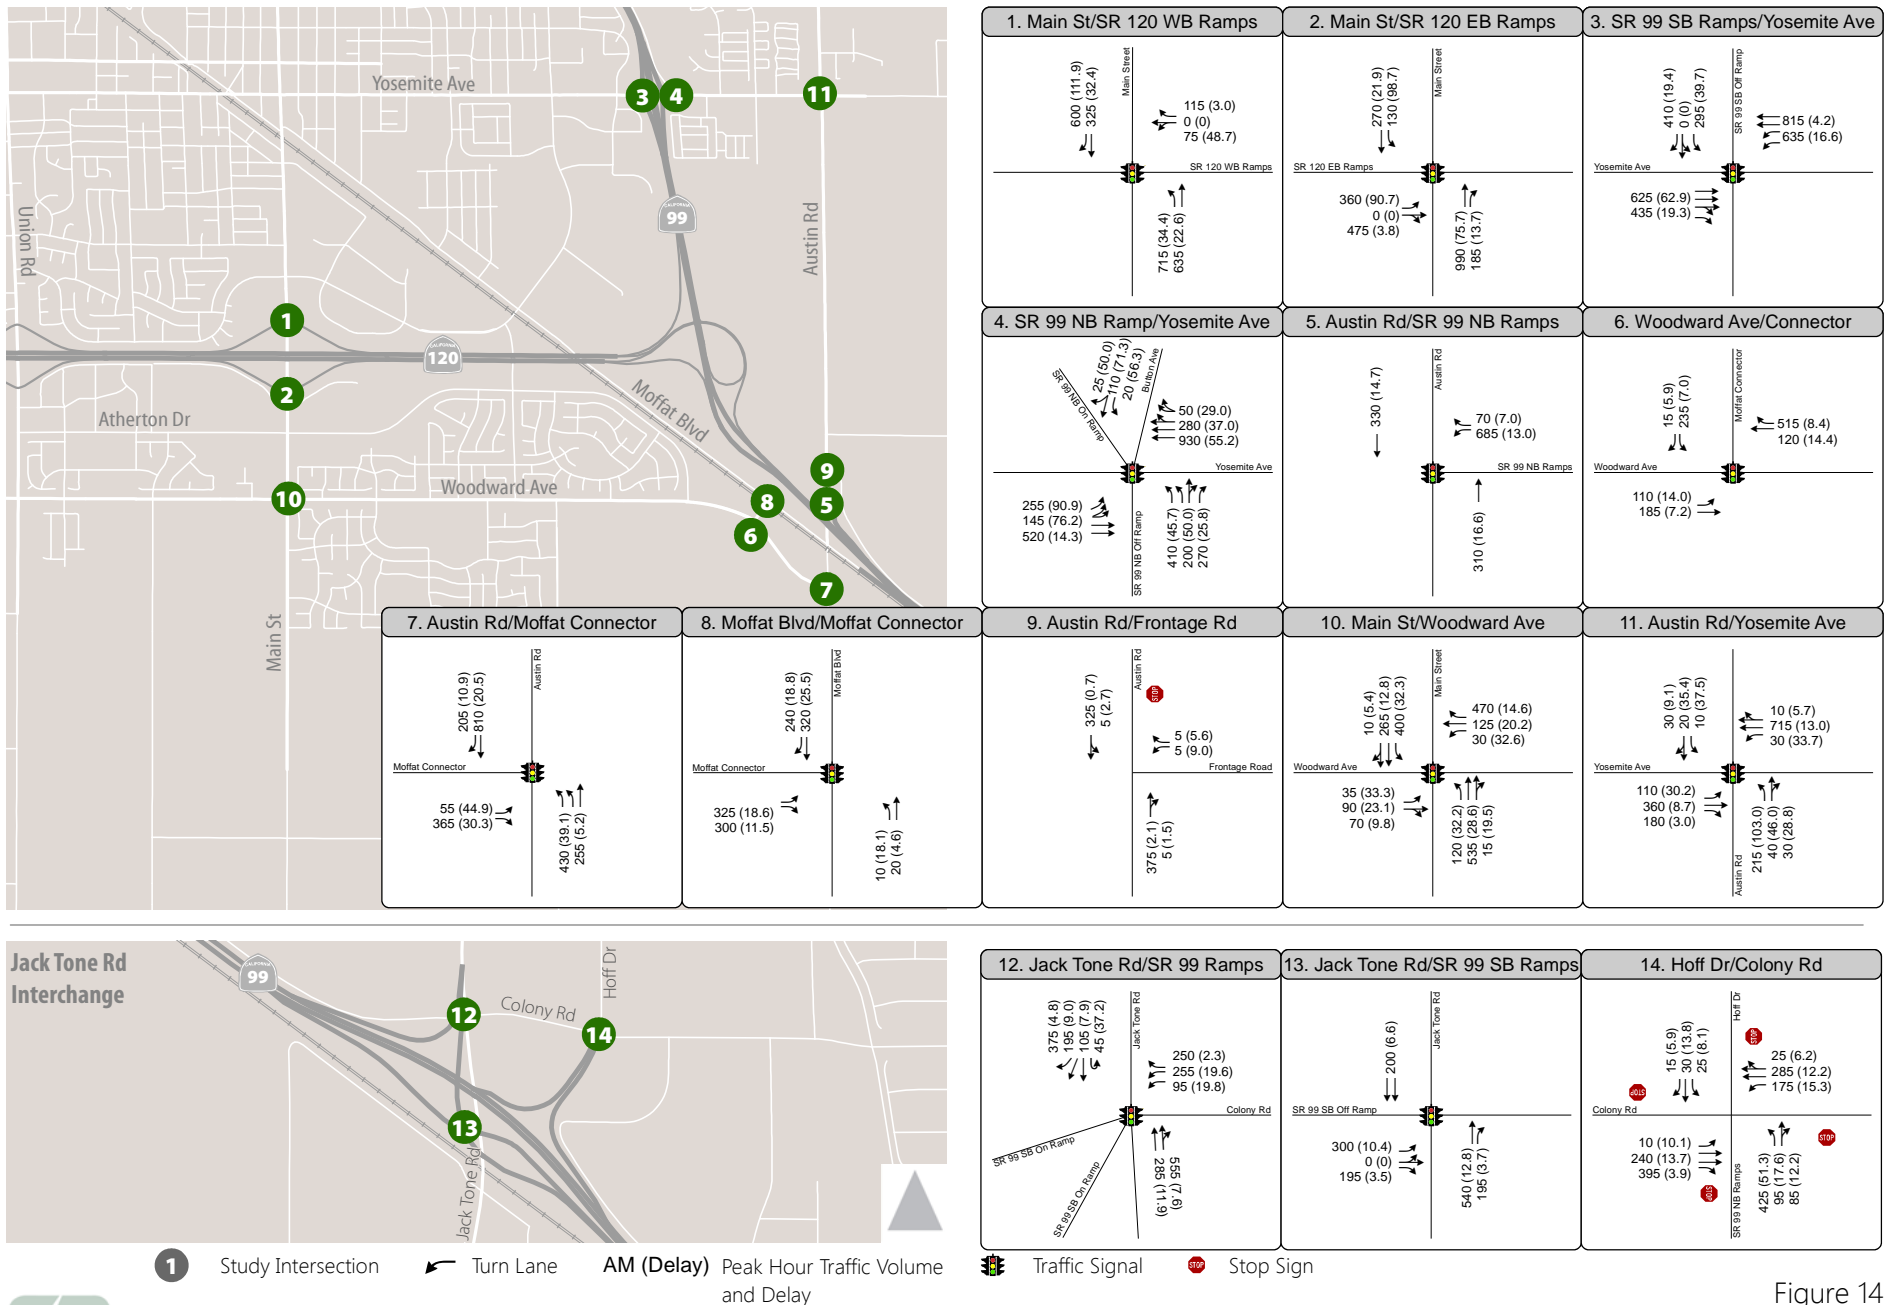 Yosemite Ave
Union Rd
Austin Rd
Atherton Dr
Moffat Blvd
Woodward Ave
Main St
CALIFORNIA
99
CALIFORNIA
120
3
4
11
1
2
9
10
8
5
6
7
1. Main St/SR 120 WB Ramps
600 (111.9)
325 (32.4)
Main Street
115 (3.0)
0 (0)
75 (48.7)
SR 120 WB Ramps
715 (34.4)
635 (22.6)
2. Main St/SR 120 EB Ramps
270 (21.9)
130 (98.7)
Main Street
SR 120 EB Ramps
360 (90.7)
0 (0)
475 (3.8)
990 (75.7)
185 (13.7)
3. SR 99 SB Ramps/Yosemite Ave
410 (19.4)
0 (0)
295 (39.7)
SR 99 SB Off Ramp
815 (4.2)
635 (16.6)
Yosemite Ave
625 (62.9)
435 (19.3)
4. SR 99 NB Ramp/Yosemite Ave
25 (50.0)
110 (71.3)
20 (56.3)
SR 99 NB On Ramp
Button Ave
50 (29.0)
280 (37.0)
930 (55.2)
Yosemite Ave
255 (90.9)
145 (76.2)
520 (14.3)
SR 99 NB Off Ramp
410 (45.7)
200 (50.0)
270 (25.8)
5. Austin Rd/SR 99 NB Ramps
330 (14.7)
Austin Rd
70 (7.0)
685 (13.0)
SR 99 NB Ramps
310 (16.6)
6. Woodward Ave/Connector
15 (5.9)
235 (7.0)
Moffat Connector
515 (8.4)
120 (14.4)
Woodward Ave
110 (14.0)
185 (7.2)
7. Austin Rd/Moffat Connector
205 (10.9)
810 (20.5)
Austin Rd
Moffat Connector
55 (44.9)
365 (30.3)
430 (39.1)
255 (5.2)
8. Moffat Blvd/Moffat Connector
240 (18.8)
320 (25.5)
Moffat Blvd
Moffat Connector
325 (18.6)
300 (11.5)
10 (18.1)
20 (4.6)
9. Austin Rd/Frontage Rd
325 (0.7)
5 (2.7)
Austin Rd
STOP
5 (5.6)
5 (9.0)
Frontage Road
375 (2.1)
5 (1.5)
10. Main St/Woodward Ave
10 (5.4)
265 (12.8)
400 (32.3)
Main Street
470 (14.6)
125 (20.2)
30 (32.6)
Woodward Ave
35 (33.3)
90 (23.1)
70 (9.8)
120 (32.2)
535 (28.6)
15 (19.5)
11. Austin Rd/Yosemite Ave
30 (9.1)
20 (35.4)
10 (37.5)
10 (5.7)
715 (13.0)
30 (33.7)
Yosemite Ave
110 (30.2)
360 (8.7)
180 (3.0)
Austin Rd
215 (103.0)
40 (46.0)
30 (28.8)
Jack Tone Rd
Interchange
CALIFORNIA
99
Hoff Dr
Colony Rd
Jack Tone Rd
12
14
13
12. Jack Tone Rd/SR 99 Ramps
375 (4.8)
195 (9.0)
105 (7.9)
45 (37.2)
Jack Tone Rd
250 (2.3)
255 (19.6)
95 (19.8)
Colony Rd
SR 99 SB On Ramp
SR 99 SB On Ramp
555 (7.6)
285 (11.9)
13. Jack Tone Rd/SR 99 SB Ramps
200 (6.6)
Jack Tone Rd
SR 99 SB Off Ramp
300 (10.4)
0 (0)
195 (3.5)
540 (12.8)
195 (3.7)
14. Hoff Dr/Colony Rd
15 (5.9)
30 (13.8)
25 (8.1)
Hoff Dr
STOP
25 (6.2)
285 (12.2)
175 (15.3)
STOP
Colony Rd
10 (10.1)
240 (13.7)
395 (3.9)
STOP
STOP
SR 99 NB Ramps
425 (51.3)
95 (17.6)
85 (12.2)
1
Study Intersection
Turn Lane
AM (Delay)
Peak Hour Traffic Volume
and Delay
Traffic Signal
STOP
Stop Sign
Figure 14